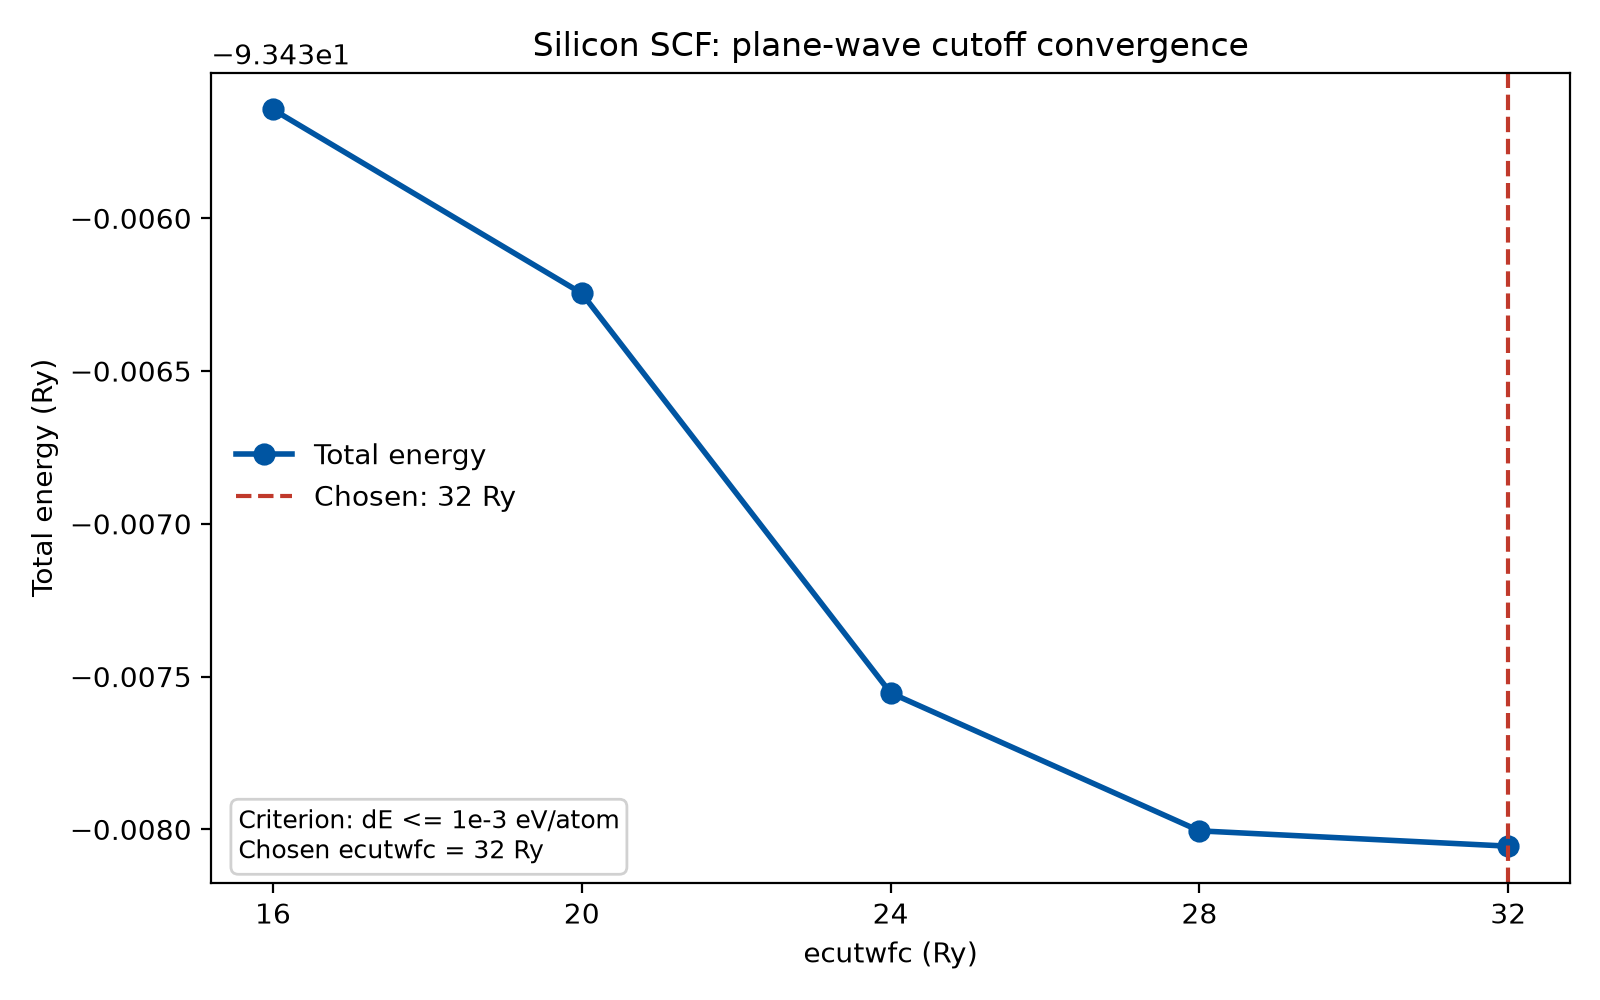 Silicon SCF: plane-wave cutoff convergence
−9.343e1
−0.0060
−0.0065
−0.0070
−0.0075
−0.0080
Total energy (Ry)
Total energy
Chosen: 32 Ry
Criterion: dE <= 1e-3 eV/atom
Chosen ecutwfc = 32 Ry
16 20 24 28 32
ecutwfc (Ry)